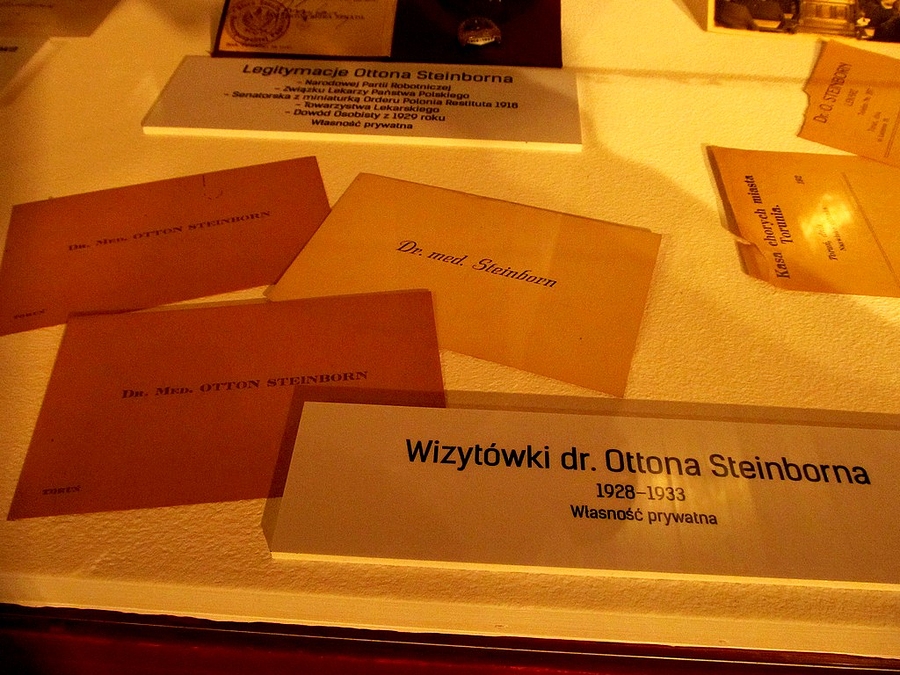 Legitymacje Ottona Steinborna
- Narodowej Partii Robotniczej
- Związku Lekarzy Państwa Polskiego
- Senatorska z miniaturką Orderu Polonia Restituta 1918
- Towarzystwa Lekarskiego
- Dowód Osobisty z 1929 roku
Własność prywatna
Dr. O. STEINBORN
Kasa chorych miasta
Torunia.
DR. MED. OTTON STEINBORN
Dr. med. Steinborn
DR. MED. OTTON STEINBORN
Wizytówki dr. Ottona Steinborna
1928–1933
Własność prywatna